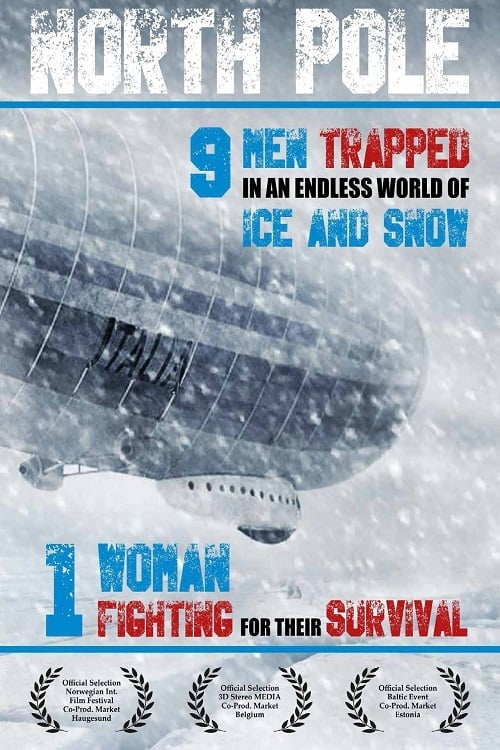 NORTH POLE
9 MEN TRAPPED
IN AN ENDLESS WORLD OF
ICE AND SNOW
ITALIA
1 WOMAN
FIGHTING FOR THEIR SURVIVAL
Official Selection
Norwegian Int.
Film Festival
Co-Prod. Market
Haugesund
Official Selection
3D Stereo MEDIA
Co-Prod. Market
Belgium
Official Selection
Baltic Event
Co-Prod. Market
Estonia